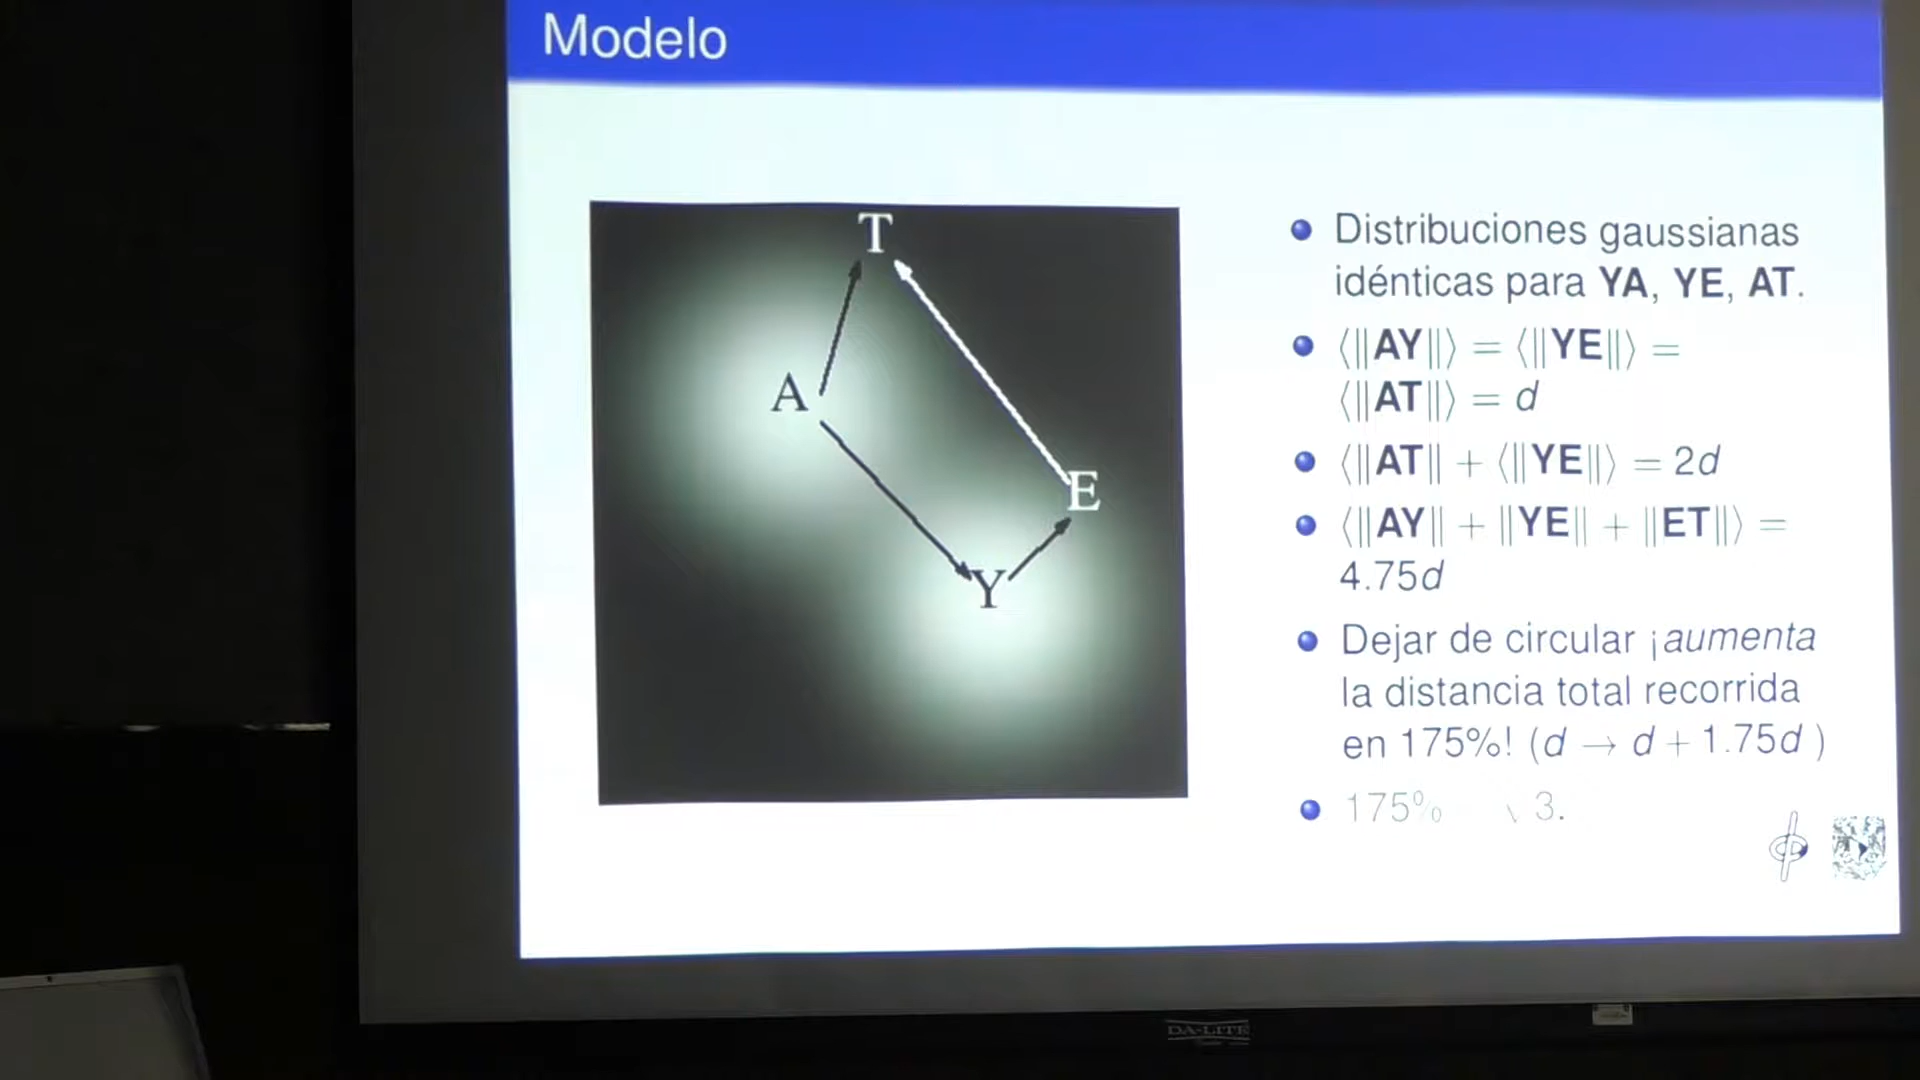 Modelo
T
A
E
Y
Distribuciones gaussianas
idénticas para YA, YE, AT.
⟨‖AY‖⟩ = ⟨‖YE‖⟩ =
⟨‖AT‖⟩ = d
⟨‖AT‖ + ⟨‖YE‖⟩ = 2d
⟨‖AY‖ + ‖YE‖ + ‖ET‖⟩ =
4.75d
Dejar de circular ¡aumenta
la distancia total recorrida
en 175%! (d → d + 1.75d )
175% 3.
DA-LITE